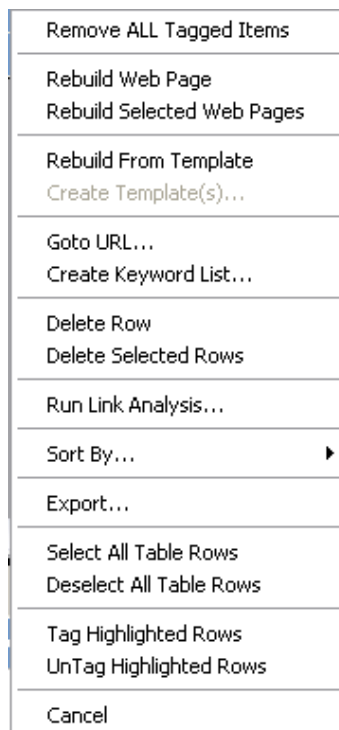 Remove ALL Tagged Items
Rebuild Web Page
Rebuild Selected Web Pages
Rebuild From Template
Create Template(s)...
Goto URL...
Create Keyword List...
Delete Row
Delete Selected Rows
Run Link Analysis...
Sort By...
Export...
Select All Table Rows
Deselect All Table Rows
Tag Highlighted Rows
UnTag Highlighted Rows
Cancel